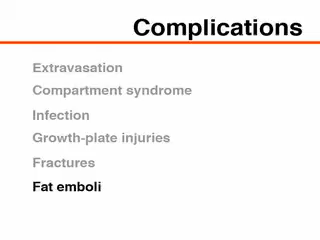 Complications
Extravasation
Compartment syndrome
Infection
Growth-plate injuries
Fractures
Fat emboli